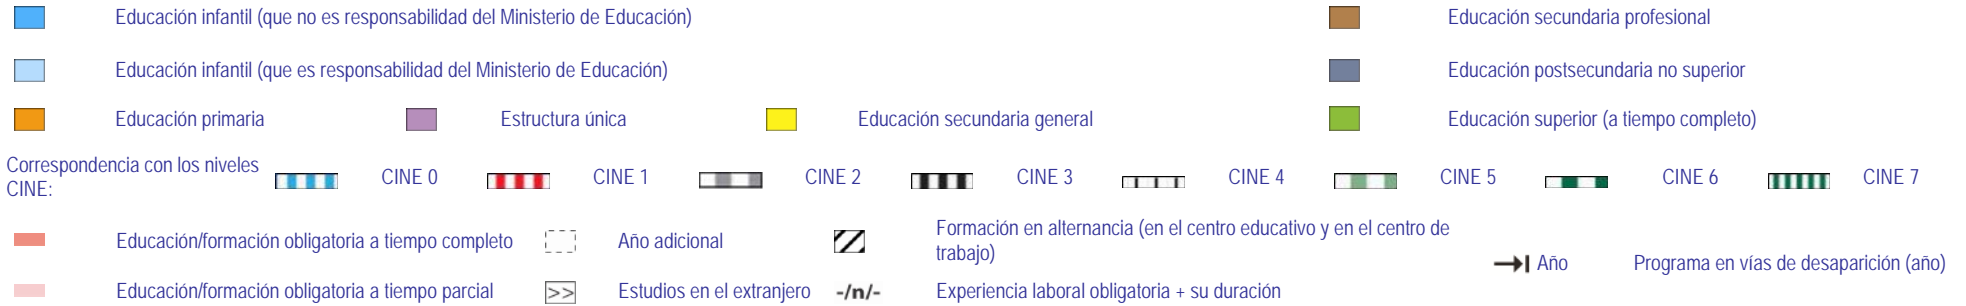 Educación infantil (que no es responsabilidad del Ministerio de Educación)
Educación secundaria profesional
Educación infantil (que es responsabilidad del Ministerio de Educación)
Educación postsecundaria no superior
Educación primaria
Estructura única
Educación secundaria general
Educación superior (a tiempo completo)
Correspondencia con los niveles
CINE:
CINE 0
CINE 1
CINE 2
CINE 3
CINE 4
CINE 5
CINE 6
CINE 7
Educación/formación obligatoria a tiempo completo
Año adicional
Formación en alternancia (en el centro educativo y en el centro de
trabajo)
Año
Programa en vías de desaparición (año)
Educación/formación obligatoria a tiempo parcial
>>
Estudios en el extranjero
-/n/-
Experiencia laboral obligatoria + su duración